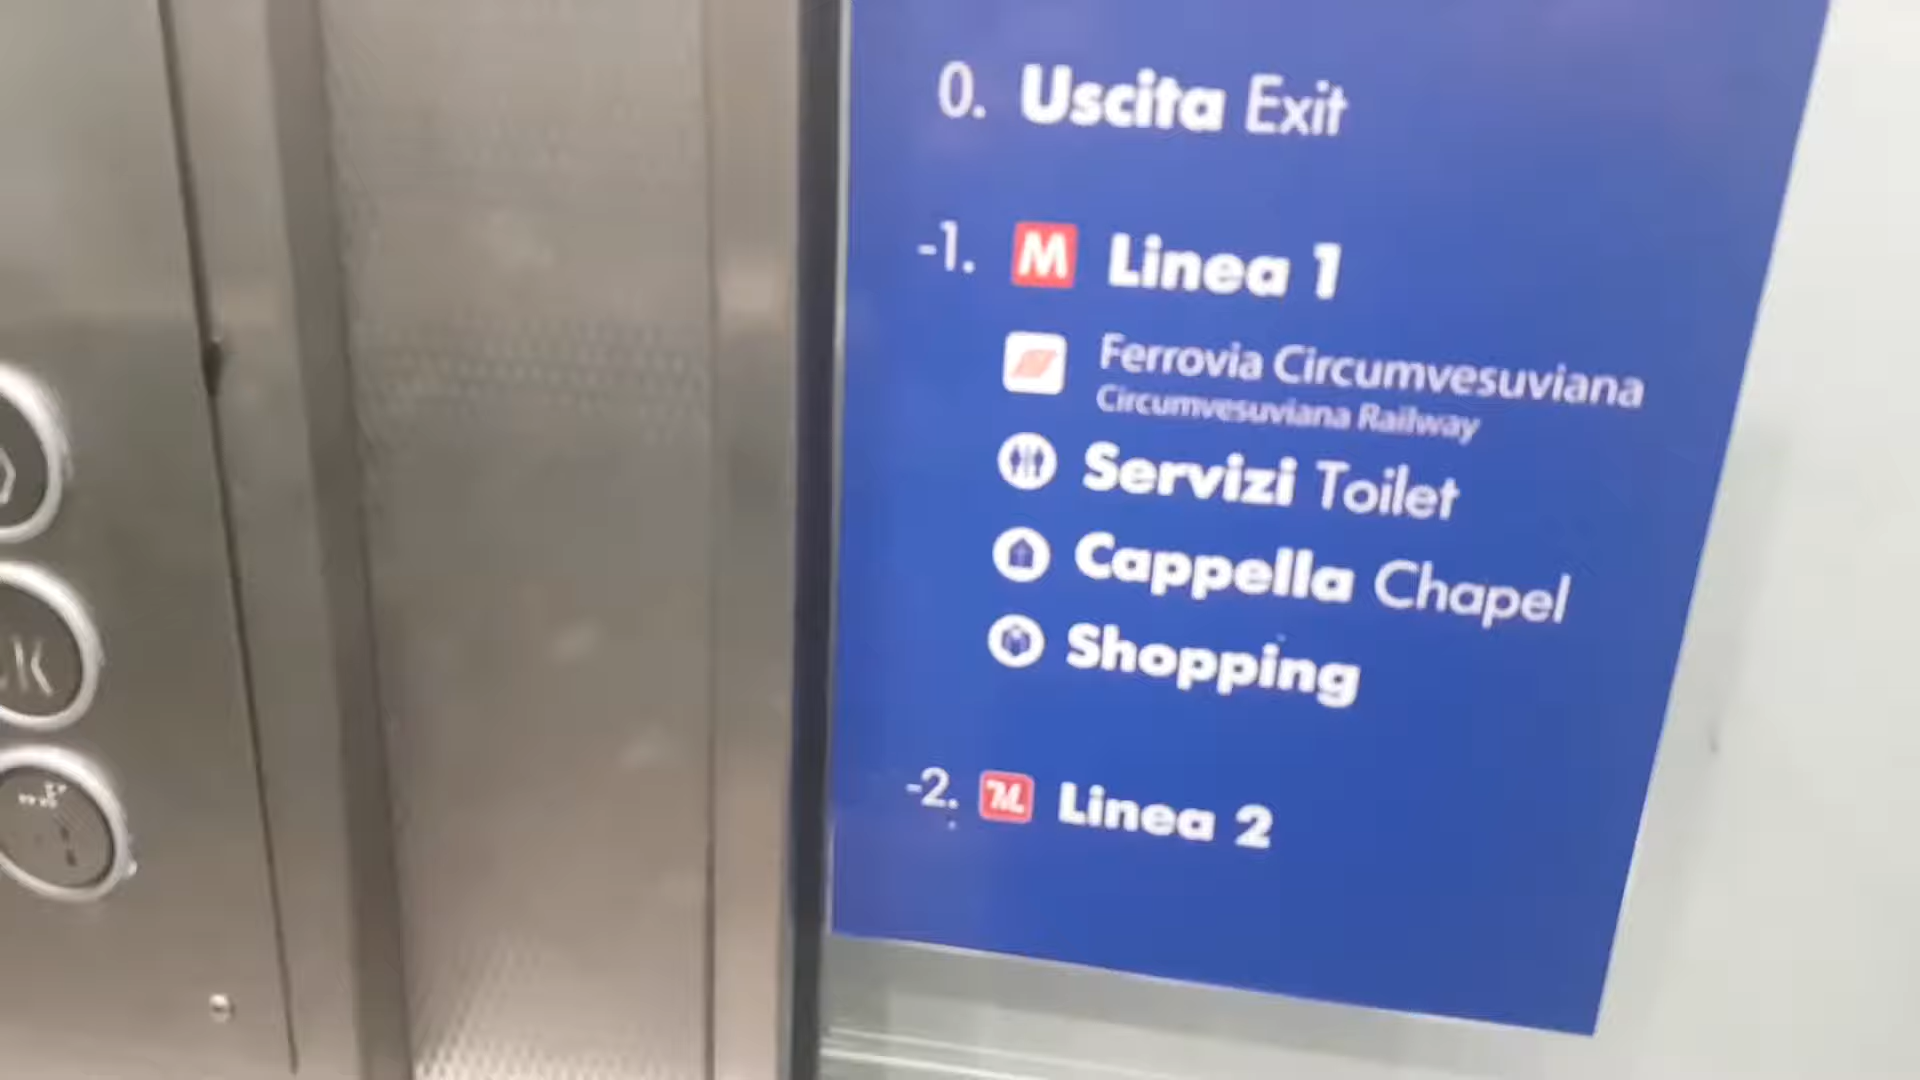 0. Uscita Exit
-1. M Linea 1
Ferrovia Circumvesuviana
Circumvesuviana Railway
Servizi Toilet
Cappella Chapel
Shopping
-2. Linea 2